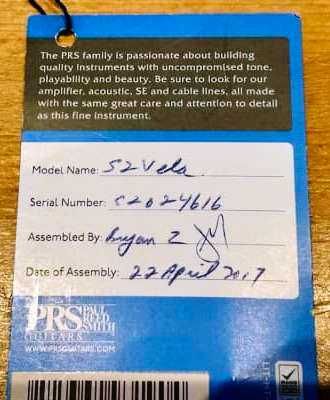 The PRS family is passionate about building
quality instruments with uncompromised tone,
playability and beauty. Be sure to look for our
amplifier, acoustic, SE and cable lines, all made
with the same great care and attention to detail
as this fine instrument.
Model Name: S2 Vela
Serial Number: S2024616
Assembled By: Bryan Z
Date of Assembly: 22 April 2017
PRS PAUL
REED
SMITH
GUITARS
WWW.PRSGUITARS.COM